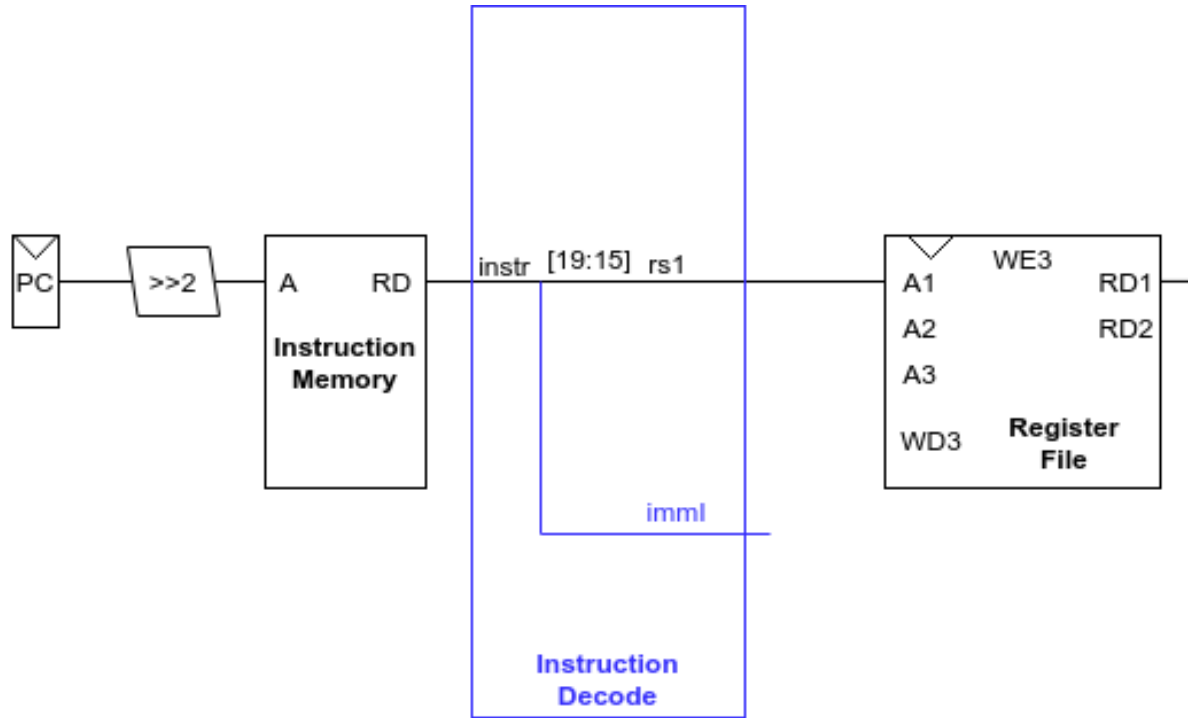 PC
>>2
A
RD
Instruction
Memory
instr
[19:15]
rs1
immI
Instruction
Decode
WE3
A1
RD1
A2
RD2
A3
WD3
Register
File